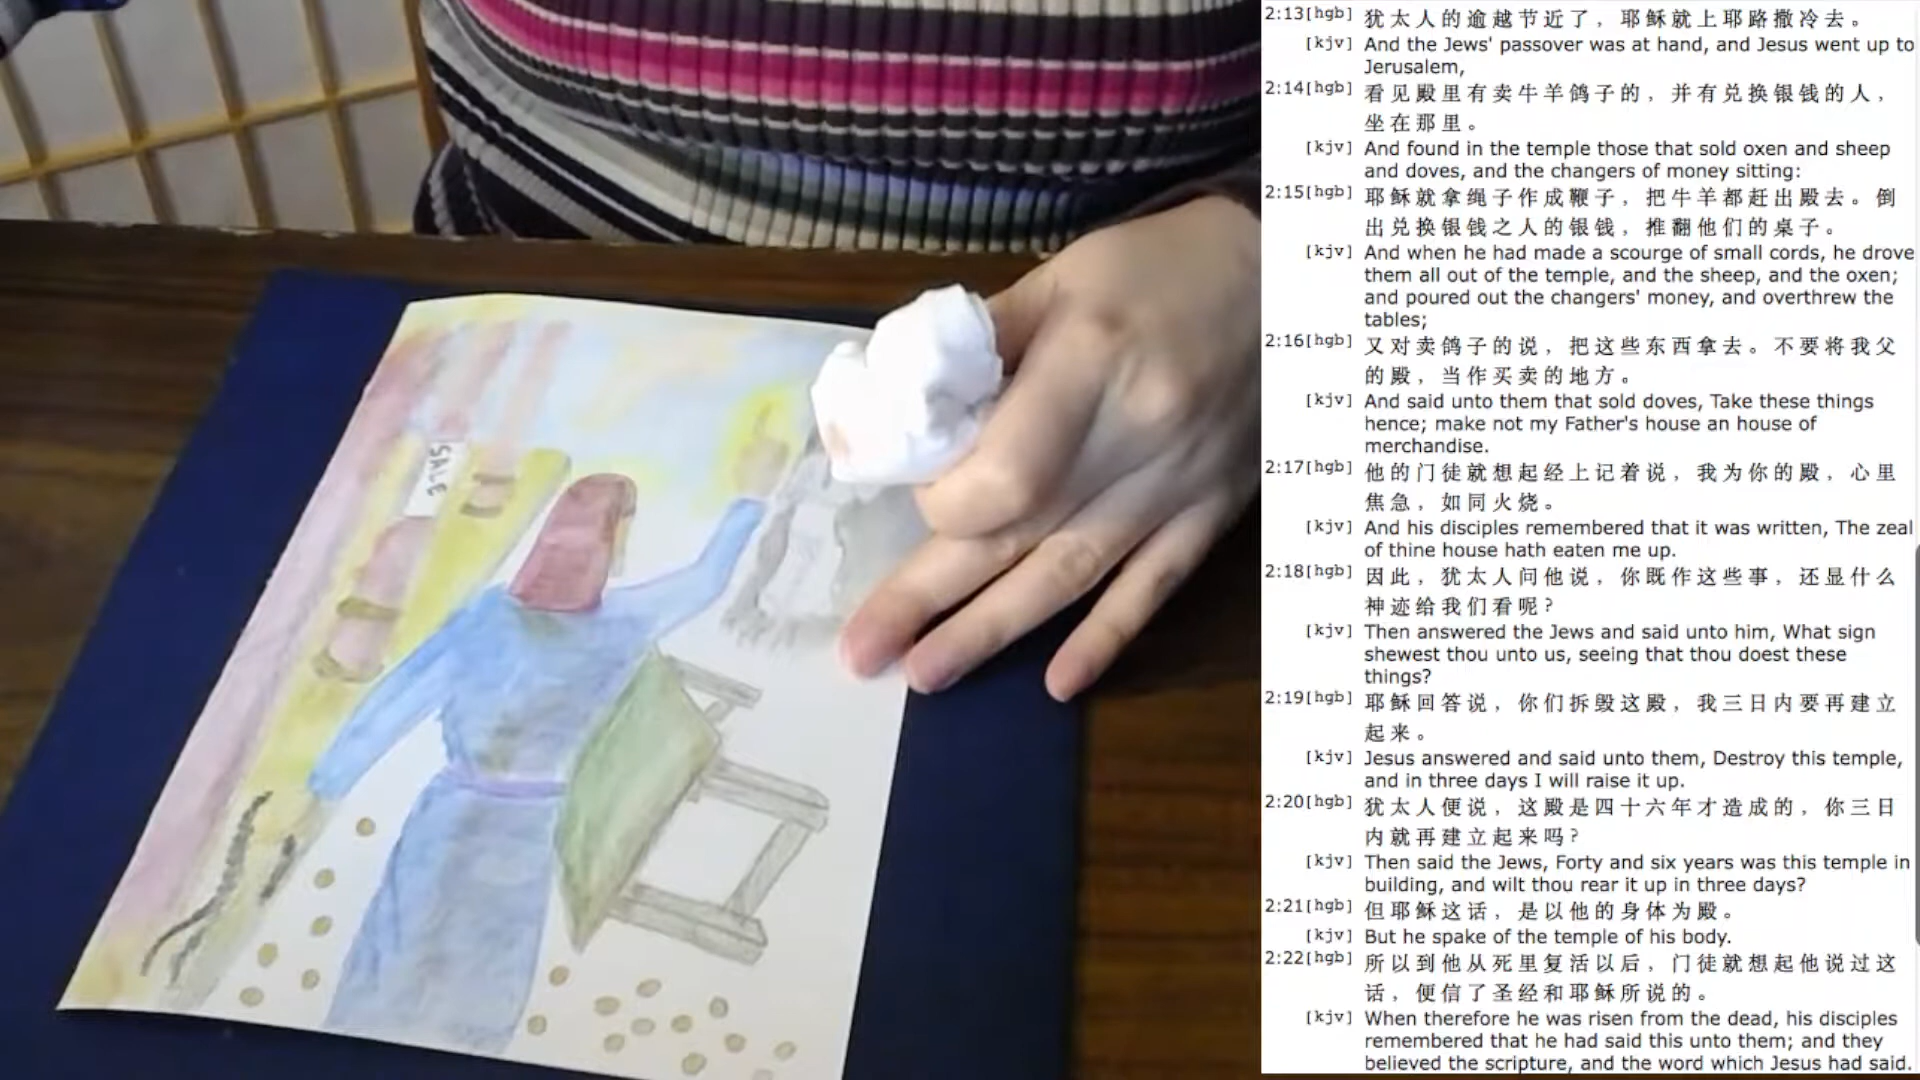 SALE
2:13[hgb] 犹太人的逾越节近了，耶稣就上耶路撒冷去。
[kjv] And the Jews' passover was at hand, and Jesus went up to
Jerusalem,
2:14[hgb] 看见殿里有卖牛羊鸽子的，并有兑换银钱的人，
坐在那里。
[kjv] And found in the temple those that sold oxen and sheep
and doves, and the changers of money sitting:
2:15[hgb] 耶稣就拿绳子作成鞭子，把牛羊都赶出殿去。倒
出兑换银钱之人的银钱，推翻他们的桌子。
[kjv] And when he had made a scourge of small cords, he drove
them all out of the temple, and the sheep, and the oxen;
and poured out the changers' money, and overthrew the
tables;
2:16[hgb] 又对卖鸽子的说，把这些东西拿去。不要将我父
的殿，当作买卖的地方。
[kjv] And said unto them that sold doves, Take these things
hence; make not my Father's house an house of
merchandise.
2:17[hgb] 他的门徒就想起经上记着说，我为你的殿，心里
焦急，如同火烧。
[kjv] And his disciples remembered that it was written, The zeal
of thine house hath eaten me up.
2:18[hgb] 因此，犹太人问他说，你既作这些事，还显什么
神迹给我们看呢？
[kjv] Then answered the Jews and said unto him, What sign
shewest thou unto us, seeing that thou doest these
things?
2:19[hgb] 耶稣回答说，你们拆毁这殿，我三日内要再建立
起来。
[kjv] Jesus answered and said unto them, Destroy this temple,
and in three days I will raise it up.
2:20[hgb] 犹太人便说，这殿是四十六年才造成的，你三日
内就再建立起来吗？
[kjv] Then said the Jews, Forty and six years was this temple in
building, and wilt thou rear it up in three days?
2:21[hgb] 但耶稣这话，是以他的身体为殿。
[kjv] But he spake of the temple of his body.
2:22[hgb] 所以到他从死里复活以后，门徒就想起他说过这
话，便信了圣经和耶稣所说的。
[kjv] When therefore he was risen from the dead, his disciples
remembered that he had said this unto them; and they
believed the scripture, and the word which Jesus had said.